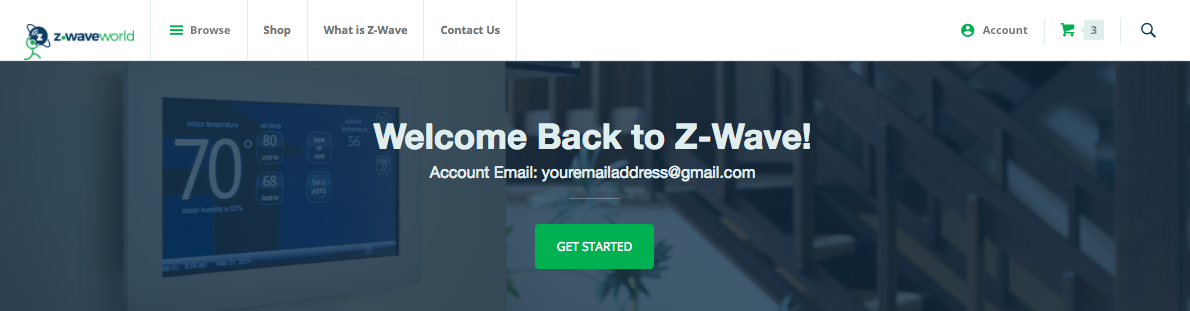 z-waveworld
Browse
Shop
What is Z-Wave
Contact Us
Account
3
Welcome Back to Z-Wave!
Account Email: youremailaddress@gmail.com
GET STARTED
indoor temperature
70°
indoor humidity is 52%
set temp
80
cool-to
68
heat-to
heat
or
cool
fan is
AUTO
outdoor
temperature
56